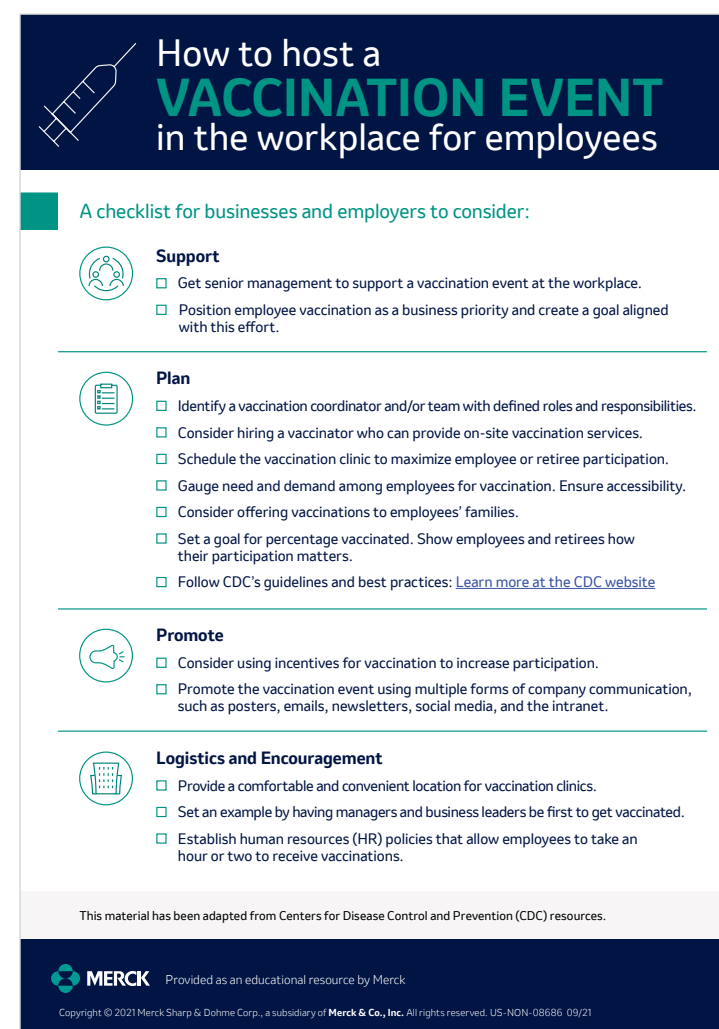 How to host a
VACCINATION EVENT
in the workplace for employees
A checklist for businesses and employers to consider:
Support
Get senior management to support a vaccination event at the workplace.
Position employee vaccination as a business priority and create a goal aligned
with this effort.
Plan
Identify a vaccination coordinator and/or team with defined roles and responsibilities.
Consider hiring a vaccinator who can provide on-site vaccination services.
Schedule the vaccination clinic to maximize employee or retiree participation.
Gauge need and demand among employees for vaccination. Ensure accessibility.
Consider offering vaccinations to employees’ families.
Set a goal for percentage vaccinated. Show employees and retirees how
their participation matters.
Follow CDC’s guidelines and best practices: Learn more at the CDC website
Promote
Consider using incentives for vaccination to increase participation.
Promote the vaccination event using multiple forms of company communication,
such as posters, emails, newsletters, social media, and the intranet.
Logistics and Encouragement
Provide a comfortable and convenient location for vaccination clinics.
Set an example by having managers and business leaders be first to get vaccinated.
Establish human resources (HR) policies that allow employees to take an
hour or two to receive vaccinations.
This material has been adapted from Centers for Disease Control and Prevention (CDC) resources.
MERCK Provided as an educational resource by Merck
Copyright © 2021 Merck Sharp & Dohme Corp., a subsidiary of Merck & Co., Inc. All rights reserved. US-NON-08686 09/21